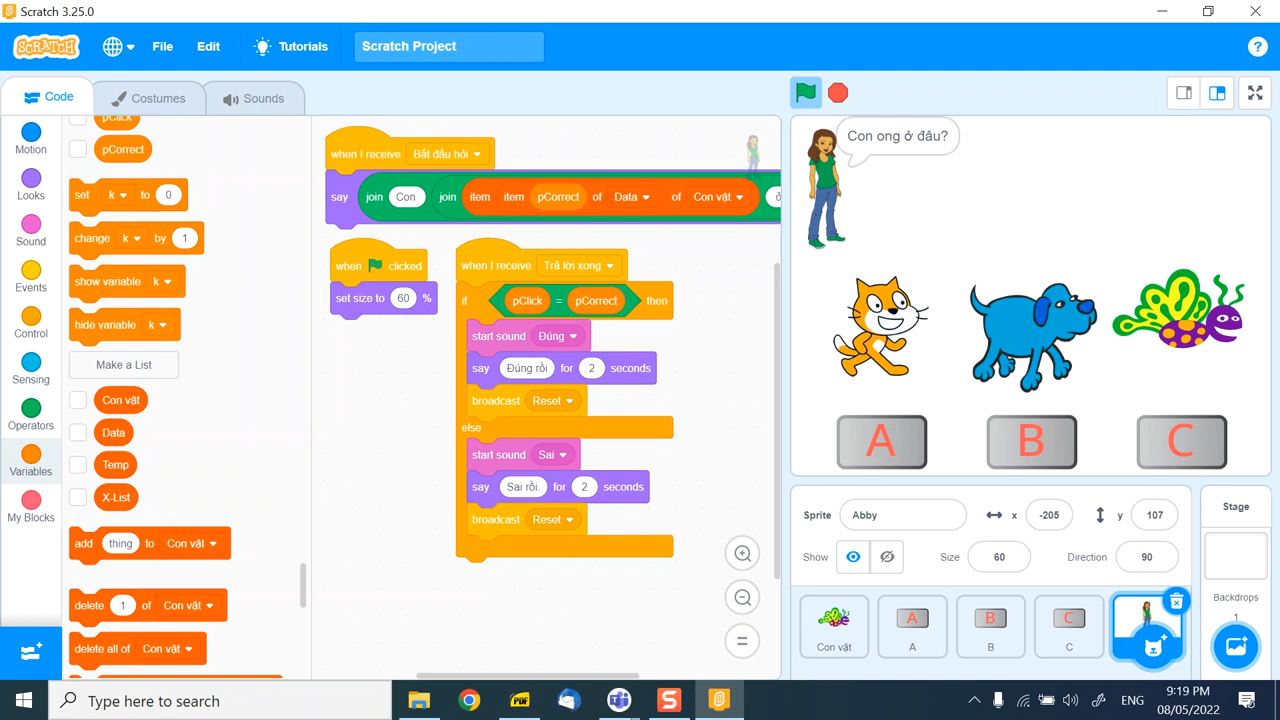 Scratch 3.25.0
SCRATCH File Edit Tutorials Scratch Project ?
Code Costumes Sounds
Motion
Looks
Sound
Events
Control
Sensing
Operators
Variables
My Blocks
pClick
pCorrect
set k to 0
change k by 1
show variable k
hide variable k
Make a List
Con vật
Data
Temp
X-List
add thing to Con vật
delete 1 of Con vật
delete all of Con vật
when I receive Bắt đầu hỏi
say join Con join item item pCorrect of Data of Con vật ở
when clicked
set size to 60 %
when I receive Trả lời xong
if pClick = pCorrect then
start sound Đúng
say Đúng rồi for 2 seconds
broadcast Reset
else
start sound Sai
say Sai rồi. for 2 seconds
broadcast Reset
Con ong ở đâu?
A B C
Sprite Abby x -205 y 107
Show Size 60 Direction 90
Con vật
A
A
B
B
C
C
Stage
Backdrops
1
Type here to search
PDF
S
ENG
9:19 PM
08/05/2022